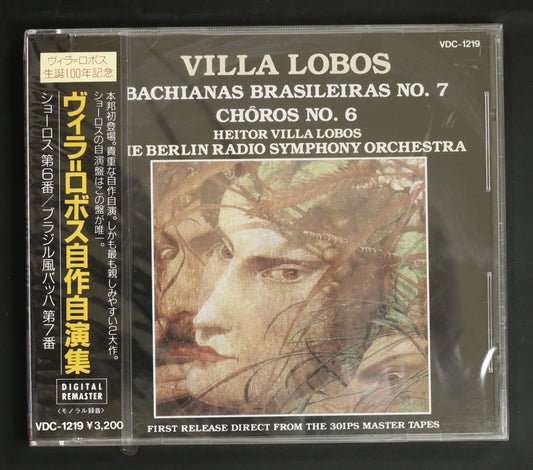 ヴィラ=ロボス
生誕100年記念
本邦初登場。貴重な自作自演。しかも最も親しみやすい2大作。
ショーロスの自演盤はこの盤が唯一。
ヴィラ=ロボス自作自演集
ショーロス 第6番/ブラジル風バッハ 第7番
DIGITAL
REMASTER
〈モノラル録音〉
VDC-1219 ¥3,200
VDC-1219
VILLA LOBOS
BACHIANAS BRASILEIRAS NO. 7
CHÔROS NO. 6
HEITOR VILLA LOBOS
HE BERLIN RADIO SYMPHONY ORCHESTRA
FIRST RELEASE DIRECT FROM THE 30IPS MASTER TAPES